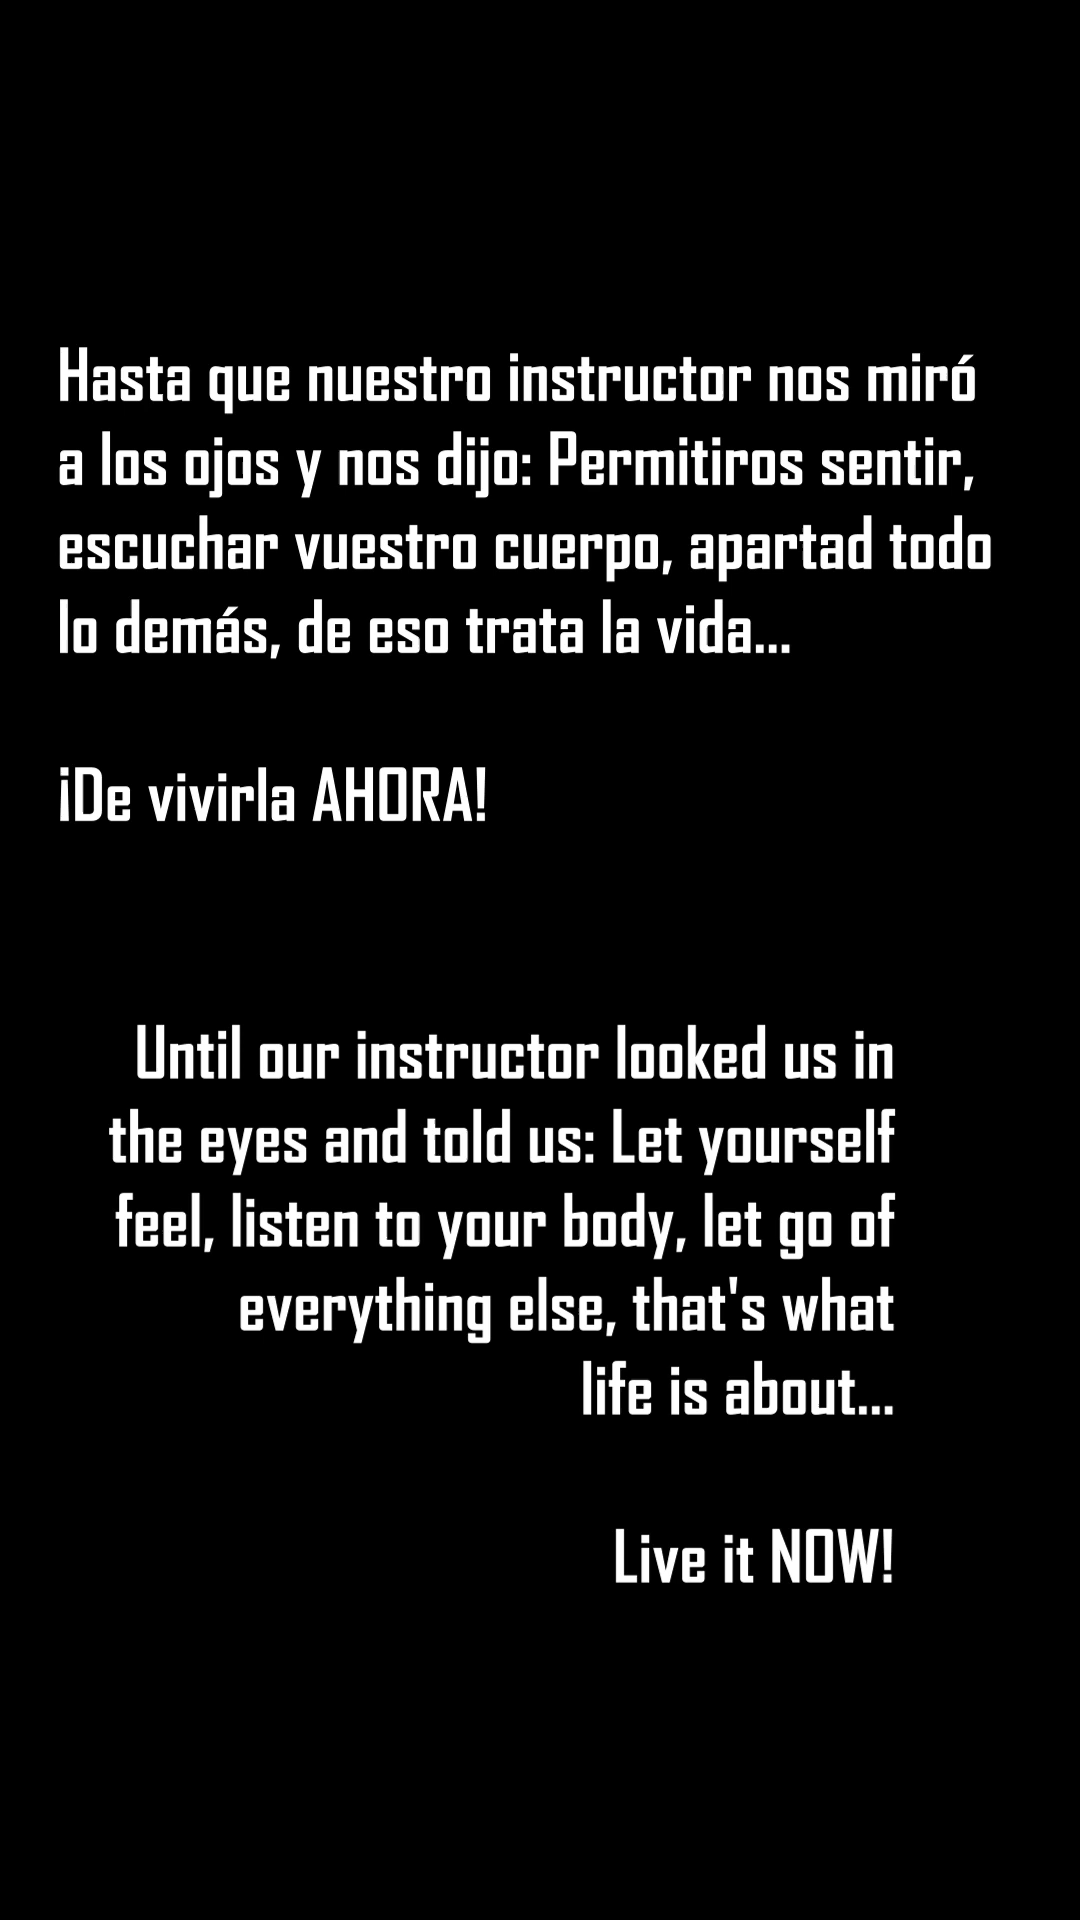 Hasta que nuestro instructor nos miró
a los ojos y nos dijo: Permitiros sentir,
escuchar vuestro cuerpo, apartad todo
lo demás, de eso trata la vida...
¡De vivirla AHORA!
Until our instructor looked us in
the eyes and told us: Let yourself
feel, listen to your body, let go of
everything else, that's what
life is about...
Live it NOW!